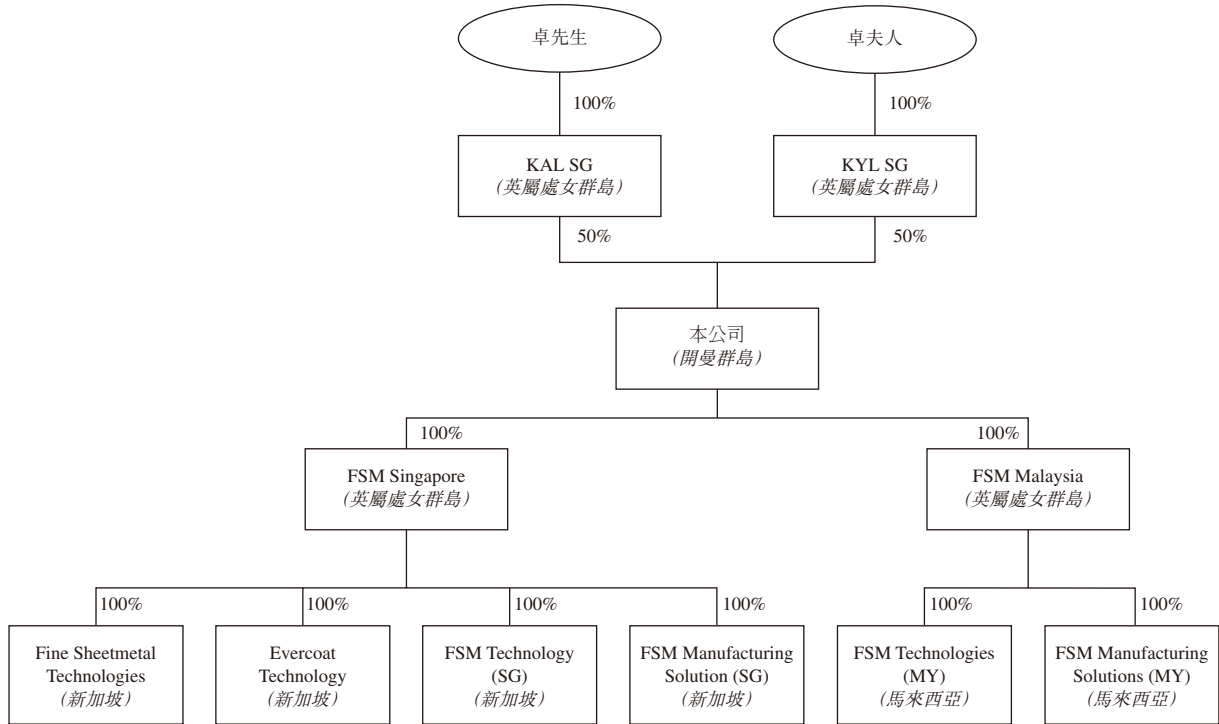 卓先生
卓夫人
100%
100%
KAL SG
(英屬處女群島)
KYL SG
(英屬處女群島)
50%
50%
本公司
(開曼群島)
100%
100%
FSM Singapore
(英屬處女群島)
FSM Malaysia
(英屬處女群島)
100%
100%
100%
100%
100%
100%
Fine Sheetmetal
Technologies
(新加坡)
Evercoat
Technology
(新加坡)
FSM Technology
(SG)
(新加坡)
FSM Manufacturing
Solution (SG)
(新加坡)
FSM Technologies
(MY)
(馬來西亞)
FSM Manufacturing
Solutions (MY)
(馬來西亞)